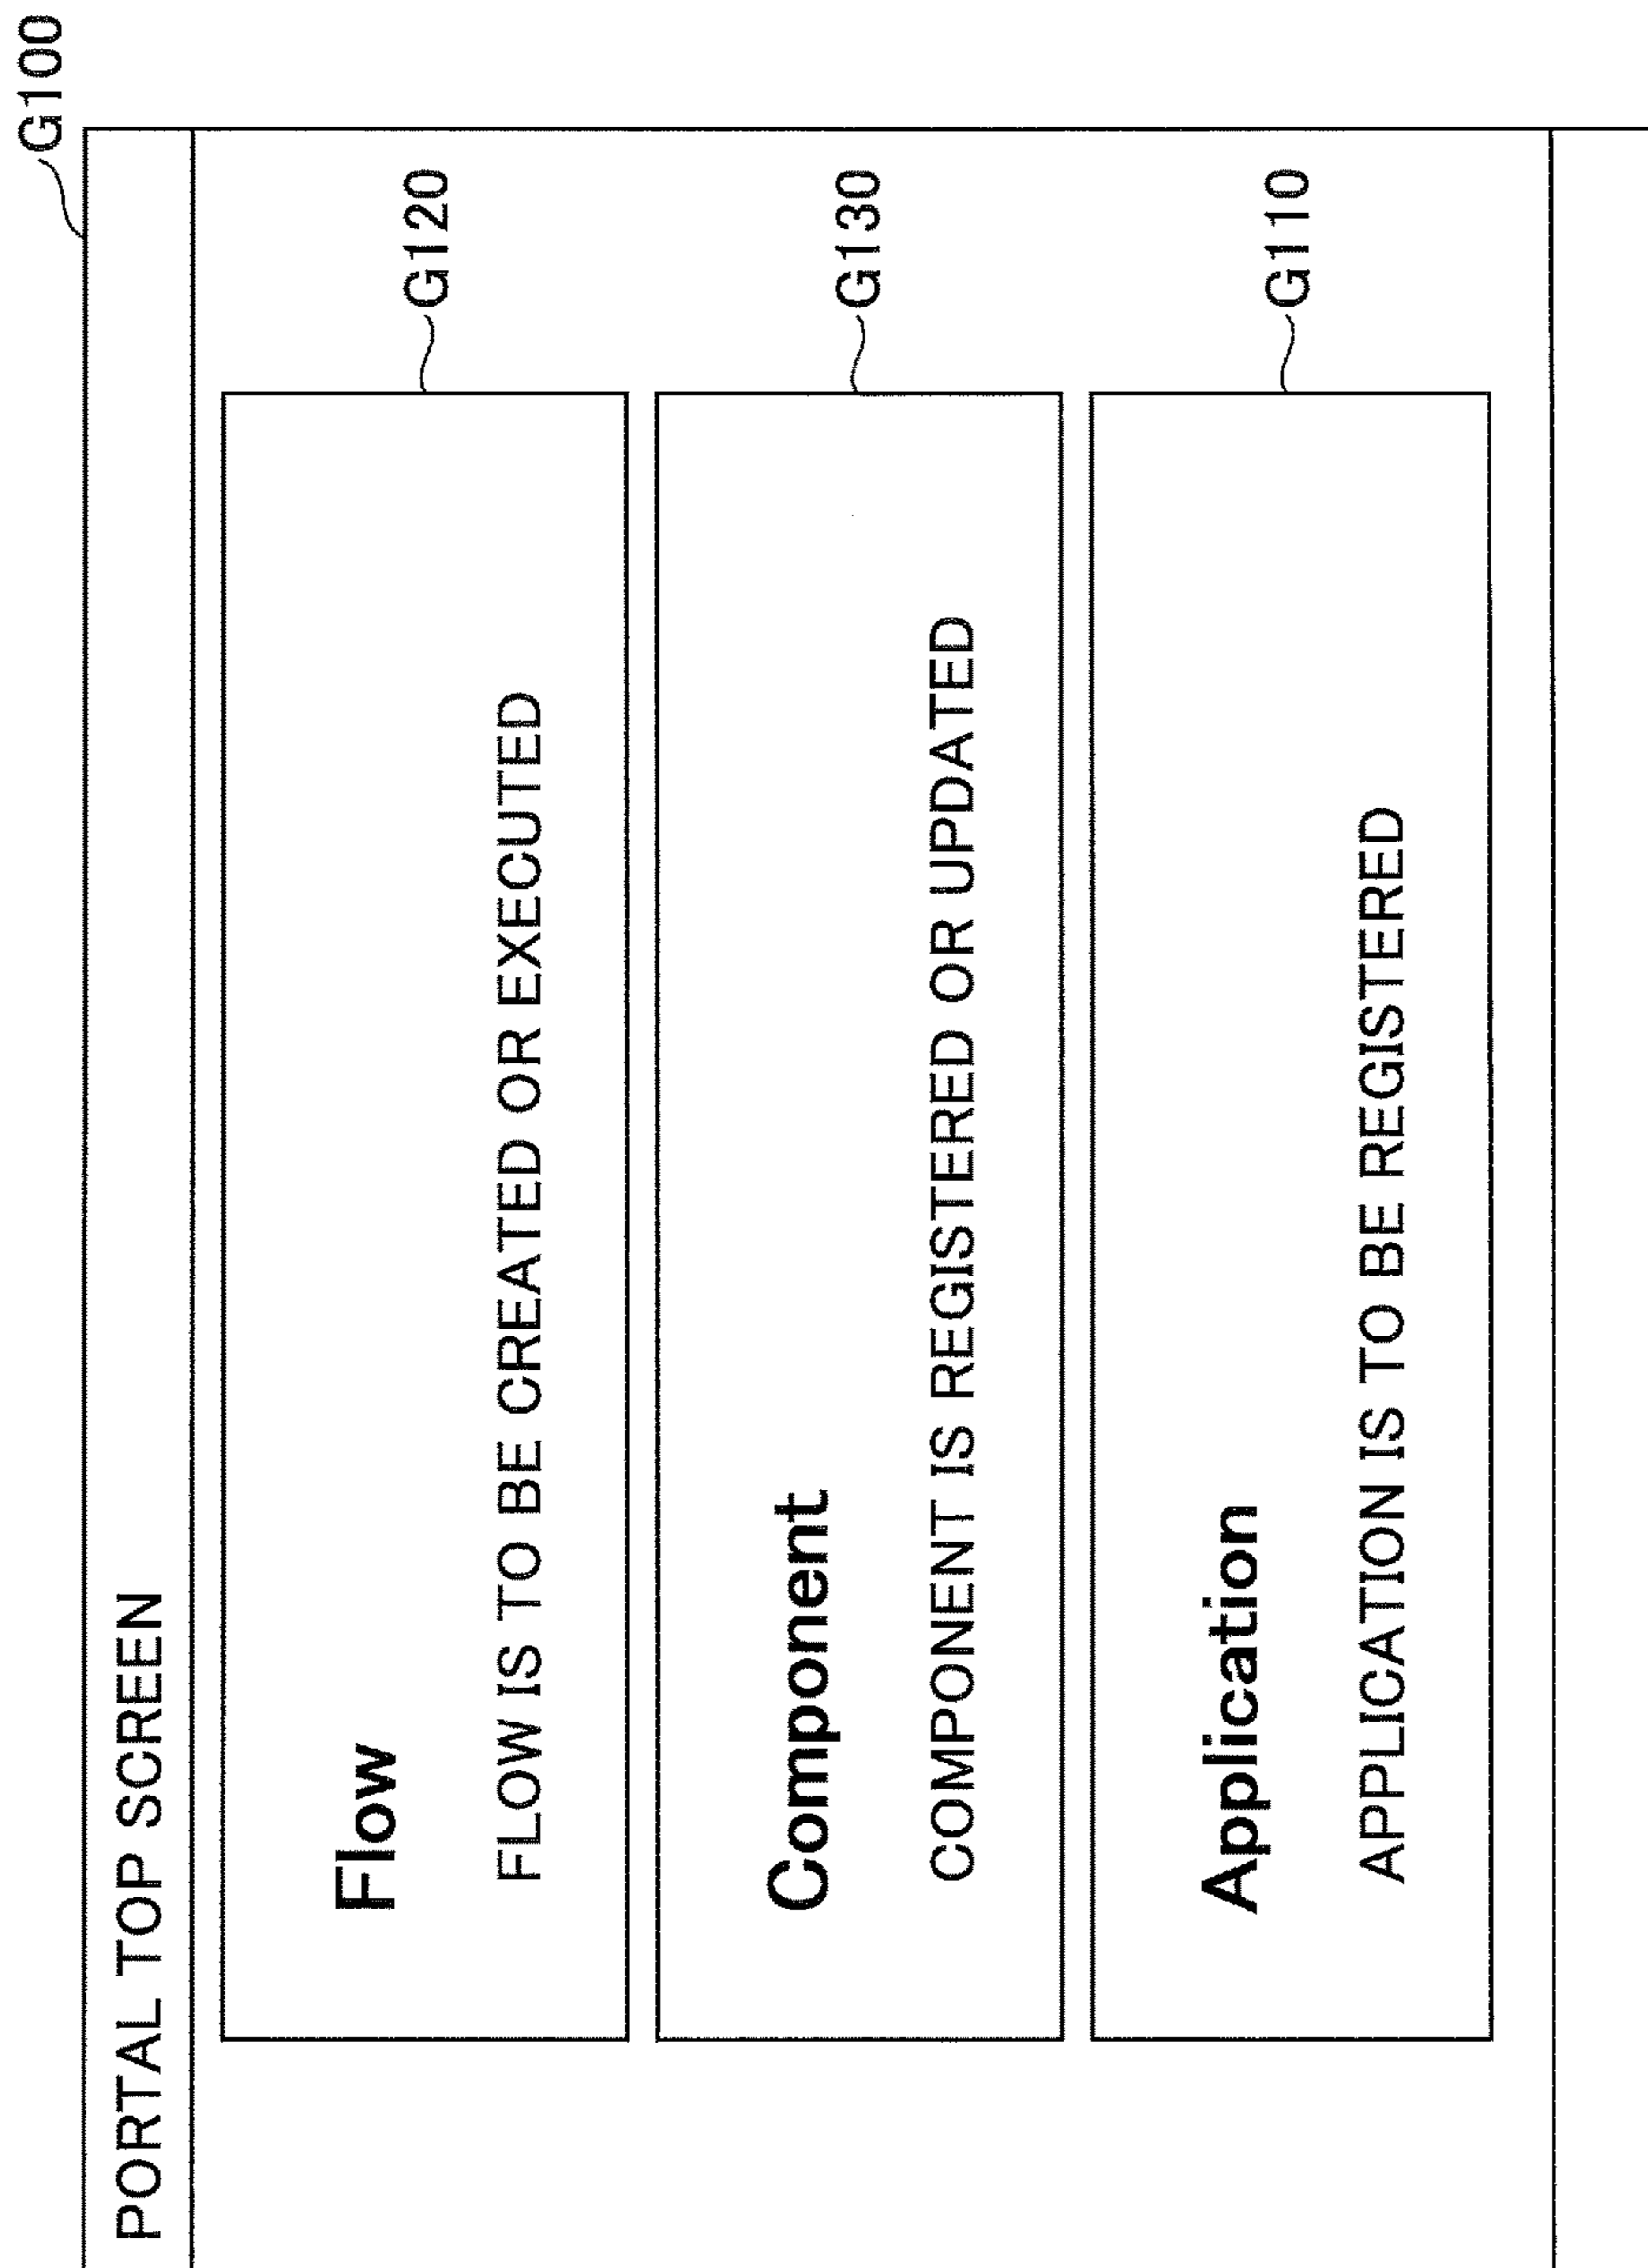 G100
PORTAL TOP SCREEN
Flow
FLOW IS TO BE CREATED OR EXECUTED
G120
Component
COMPONENT IS REGISTERED OR UPDATED
G130
Application
APPLICATION IS TO BE REGISTERED
G110